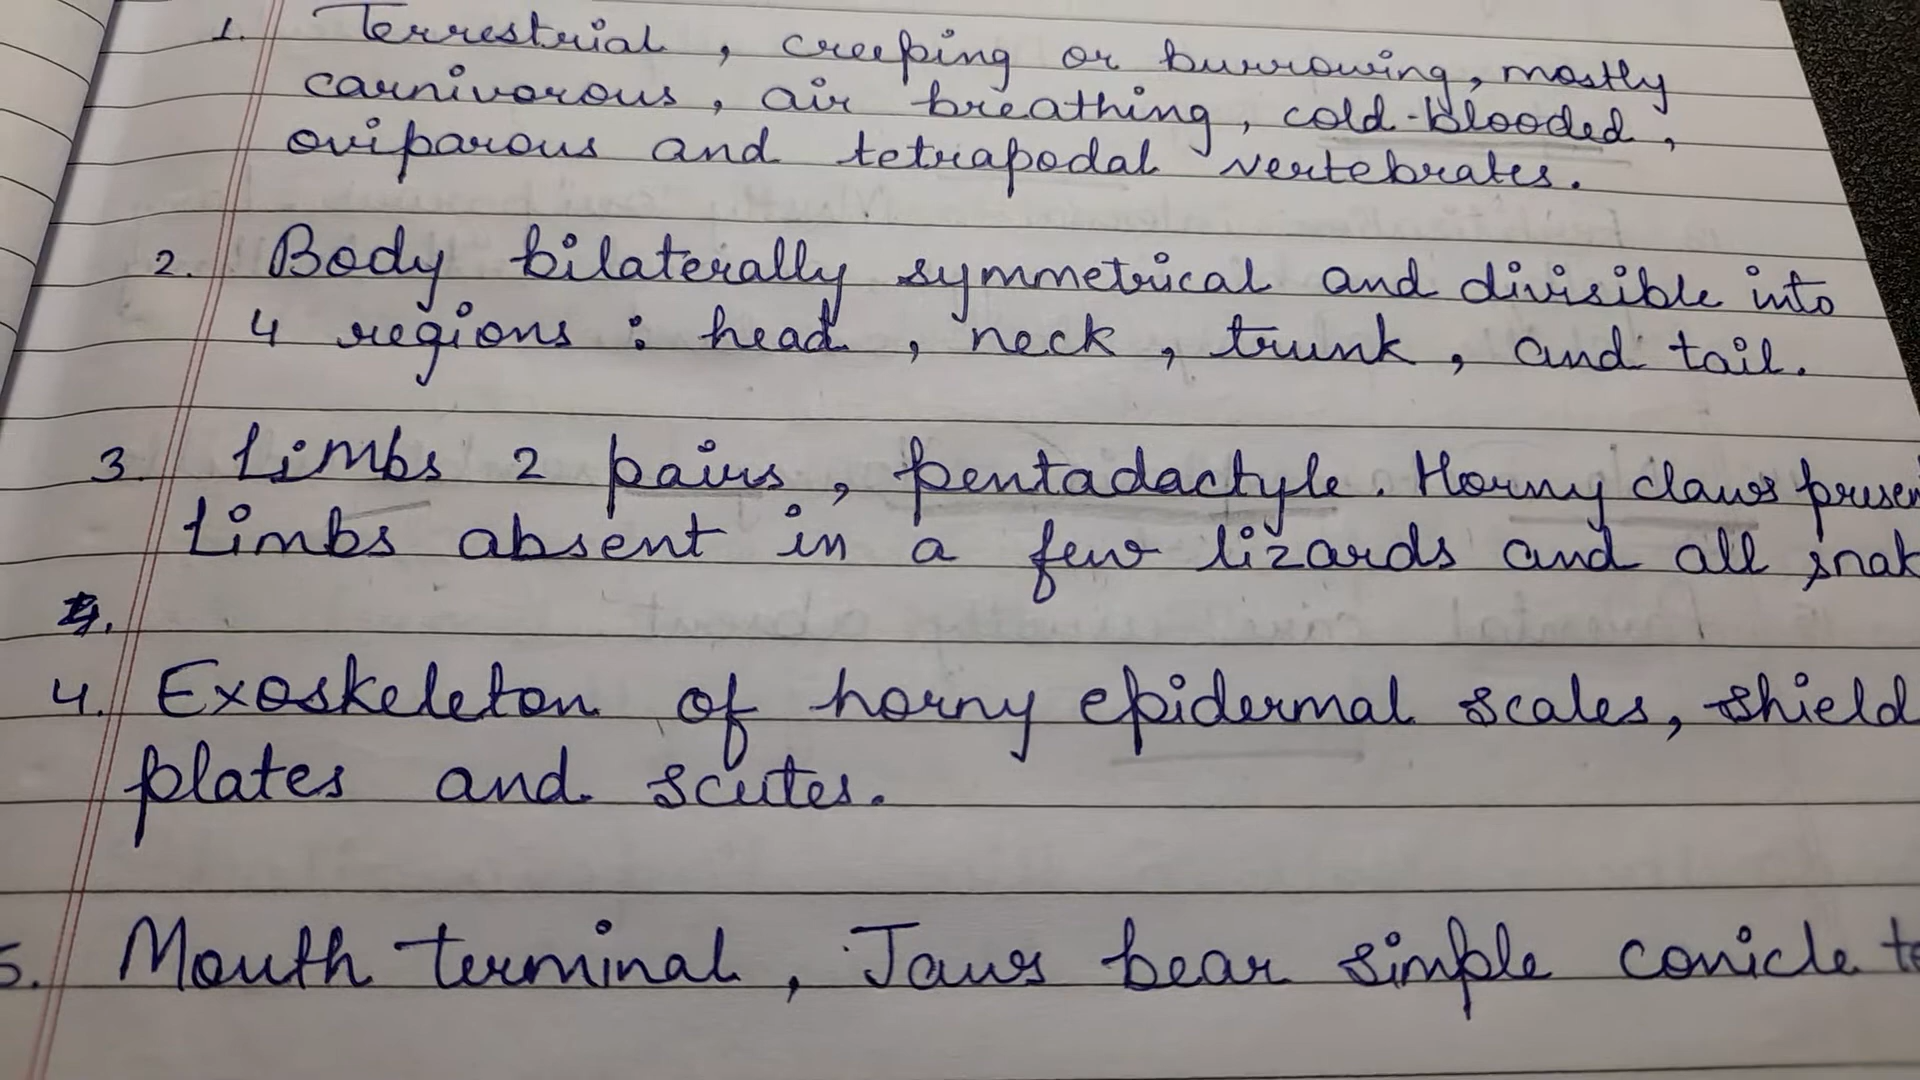 1. Terrestrial, creeping or burrowing, mostly
carnivorous, air breathing, cold-blooded,
oviparous and tetrapodal vertebrates.
2. Body bilaterally symmetrical and divisible into
4 regions : head, neck, trunk, and tail.
3. Limbs 2 pairs, pentadactyle. Horny claws presen
Limbs absent in a few lizards and all snak
4. Exoskeleton of horny epidermal scales, shield
plates and scutes.
5. Mouth terminal, Jaws bear simple conicle te